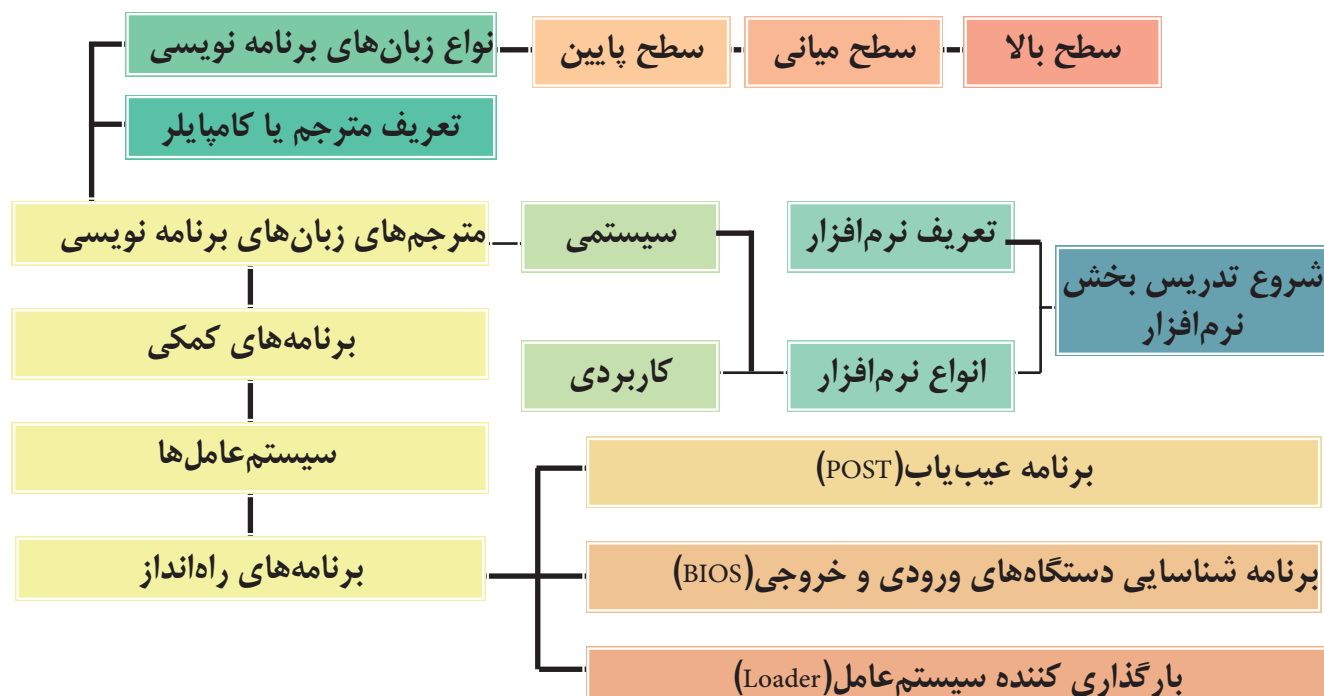 نواع زبان‌های برنامه نویسی
سطح پایین
سطح میانی
سطح بالا
تعریف مترجم یا کامپایلر
مترجم‌های زبان‌های برنامه نویسی
سیستمی
تعریف نرم‌افزار
شروع تدریس بخش
نرم‌افزار
برنامه‌های کمکی
کاربردی
انواع نرم‌افزار
سیستم‌عامل‌ها
برنامه عیب‌یاب(POST)
برنامه‌های راه‌انداز
برنامه شناسایی دستگاه‌های ورودی و خروجی(BIOS)
بارگذاری کننده سیستم‌عامل(Loader)